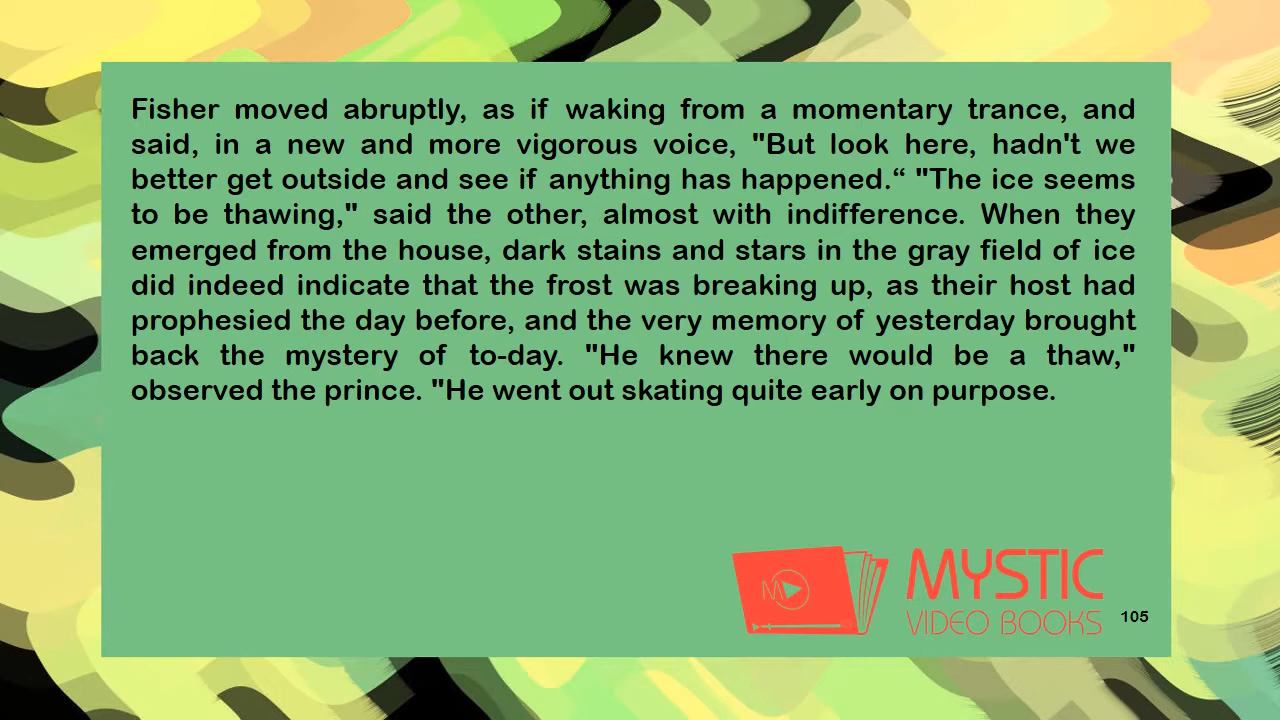 Fisher moved abruptly, as if waking from a momentary trance, and
said, in a new and more vigorous voice, "But look here, hadn't we
better get outside and see if anything has happened.“ "The ice seems
to be thawing," said the other, almost with indifference. When they
emerged from the house, dark stains and stars in the gray field of ice
did indeed indicate that the frost was breaking up, as their host had
prophesied the day before, and the very memory of yesterday brought
back the mystery of to-day. "He knew there would be a thaw,"
observed the prince. "He went out skating quite early on purpose.
M
MYSTIC
VIDEO BOOKS
105